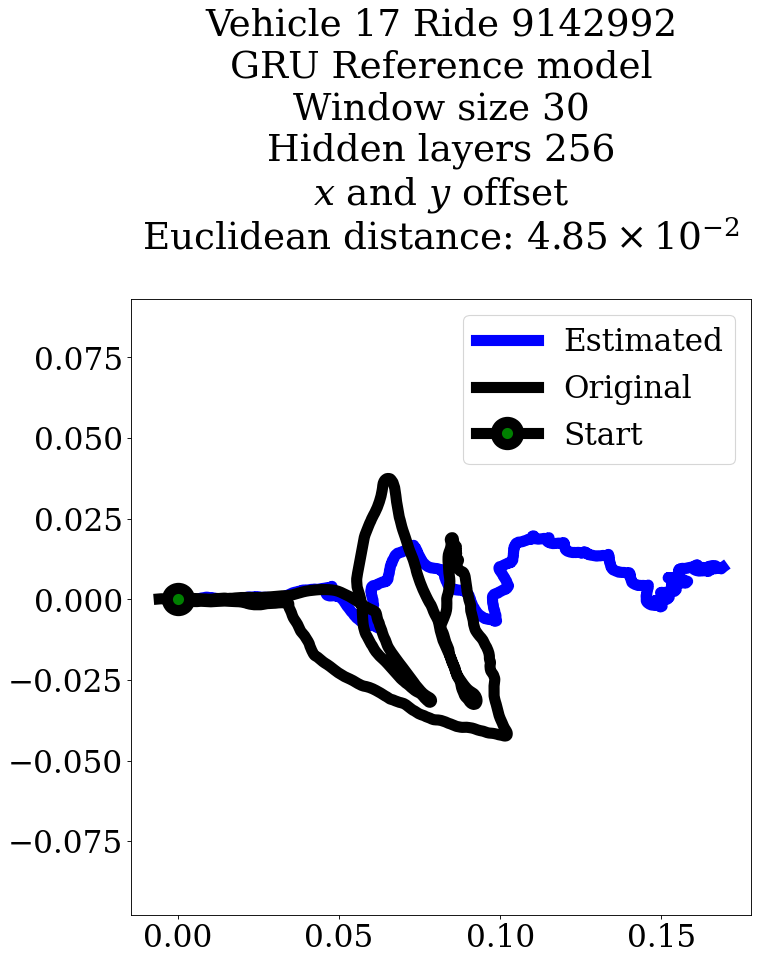 Vehicle 17 Ride 9142992
GRU Reference model
Window size 30
Hidden layers 256
x and y offset
Euclidean distance: 4.85 × 10⁻²
Estimated
Original
Start
0.075
0.050
0.025
0.000
−0.025
−0.050
−0.075
0.00 0.05 0.10 0.15